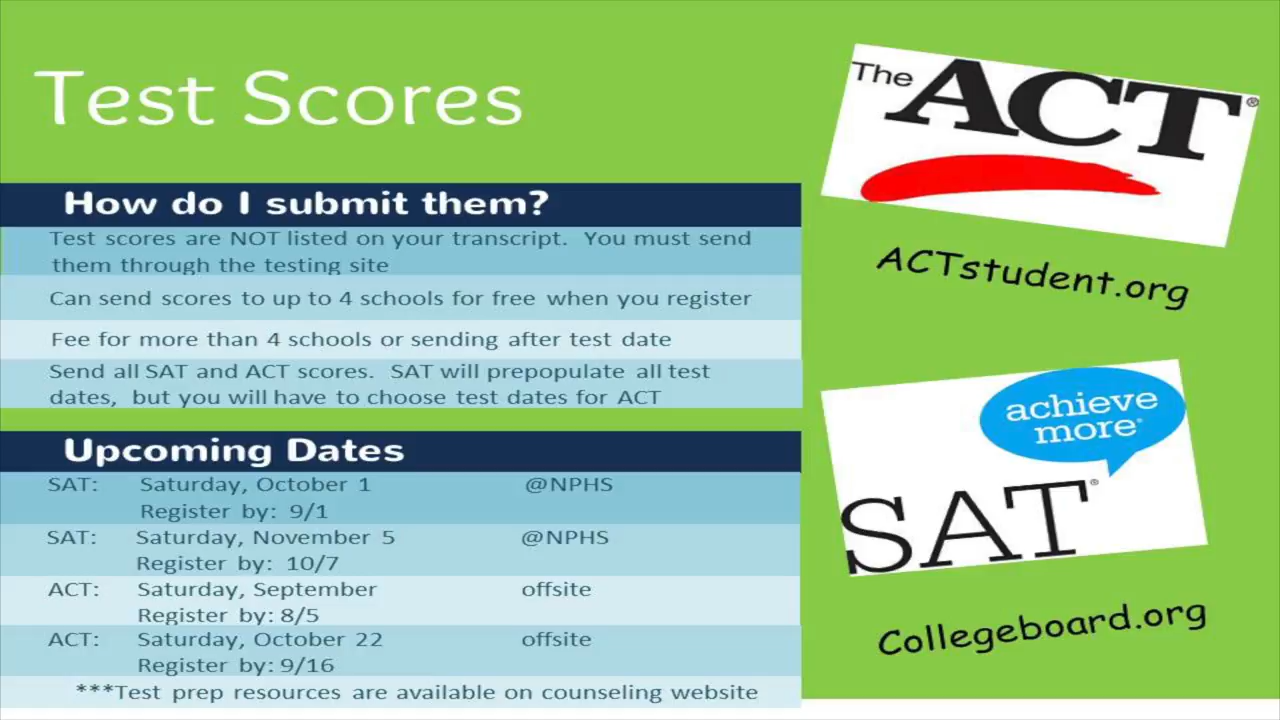 Test Scores
How do I submit them?
Test scores are NOT listed on your transcript. You must send
them through the testing site
Can send scores to up to 4 schools for free when you register
Fee for more than 4 schools or sending after test date
Send all SAT and ACT scores. SAT will prepopulate all test
dates, but you will have to choose test dates for ACT
Upcoming Dates
SAT: Saturday, October 1 @NPHS
Register by: 9/1
SAT: Saturday, November 5 @NPHS
Register by: 10/7
ACT: Saturday, September offsite
Register by: 8/5
ACT: Saturday, October 22 offsite
Register by: 9/16
***Test prep resources are available on counseling website
The ACT®
ACTstudent.org
achieve
more®
SAT®
Collegeboard.org